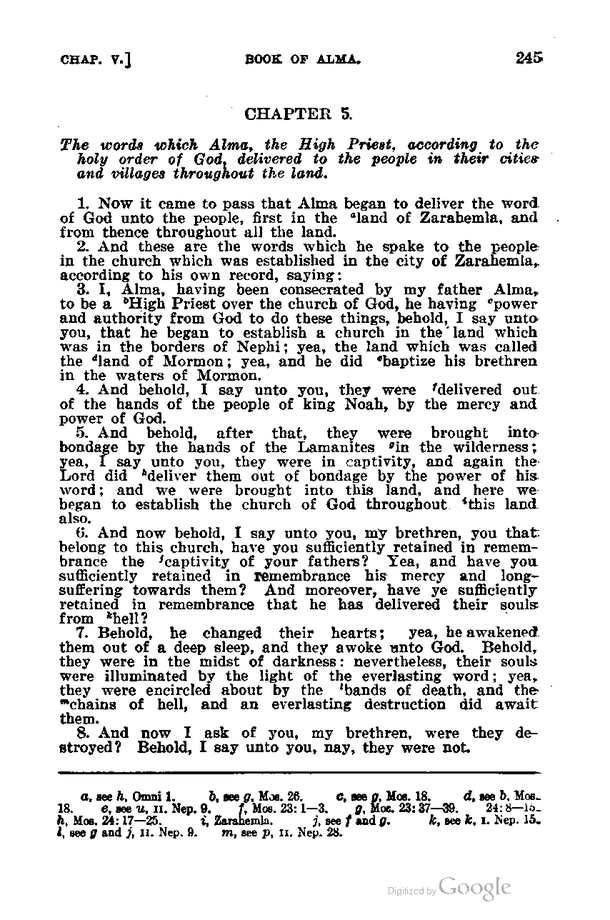 CHAP. V.] BOOK OF ALMA. 245
CHAPTER 5.
The words which Alma, the High Priest, according to the
holy order of God, delivered to the people in their cities
and villages throughout the land.
1. Now it came to pass that Alma began to deliver the word
of God unto the people, first in the ᵃland of Zarahemla, and
from thence throughout all the land.
2. And these are the words which he spake to the people
in the church which was established in the city of Zarahemla,
according to his own record, saying:
3. I, Alma, having been consecrated by my father Alma,
to be a ᵇHigh Priest over the church of God, he having ᶜpower
and authority from God to do these things, behold, I say unto
you, that he began to establish a church in the land which
was in the borders of Nephi; yea, the land which was called
the ᵈland of Mormon; yea, and he did ᵉbaptize his brethren
in the waters of Mormon.
4. And behold, I say unto you, they were ᶠdelivered out
of the hands of the people of king Noah, by the mercy and
power of God.
5. And behold, after that, they were brought into
bondage by the hands of the Lamanites ᵍin the wilderness;
yea, I say unto you, they were in captivity, and again the
Lord did ʰdeliver them out of bondage by the power of his
word; and we were brought into this land, and here we
began to establish the church of God throughout ⁱthis land
also.
6. And now behold, I say unto you, my brethren, you that
belong to this church, have you sufficiently retained in remem-
brance the ʲcaptivity of your fathers? Yea, and have you
sufficiently retained in remembrance his mercy and long-
suffering towards them? And moreover, have ye sufficiently
retained in remembrance that he has delivered their souls
from ᵏhell?
7. Behold, he changed their hearts; yea, he awakened
them out of a deep sleep, and they awoke unto God. Behold,
they were in the midst of darkness: nevertheless, their souls
were illuminated by the light of the everlasting word; yea,
they were encircled about by the ˡbands of death, and the
ᵐchains of hell, and an everlasting destruction did await
them.
8. And now I ask of you, my brethren, were they de-
stroyed? Behold, I say unto you, nay, they were not.
a, see h, Omni 1. b, see g, Mos. 26. c, see g, Mos. 18. d, see b, Mos.
18. e, see u, II. Nep. 9. f, Mos. 23: 1—3. g, Mos. 23: 37—39. 24: 8—15.
h, Mos. 24: 17—25. i, Zarahemla. j, see f and g. k, see k, I. Nep. 15.
l, see g and j, II. Nep. 9. m, see p, II. Nep. 28.
Digitized by Google